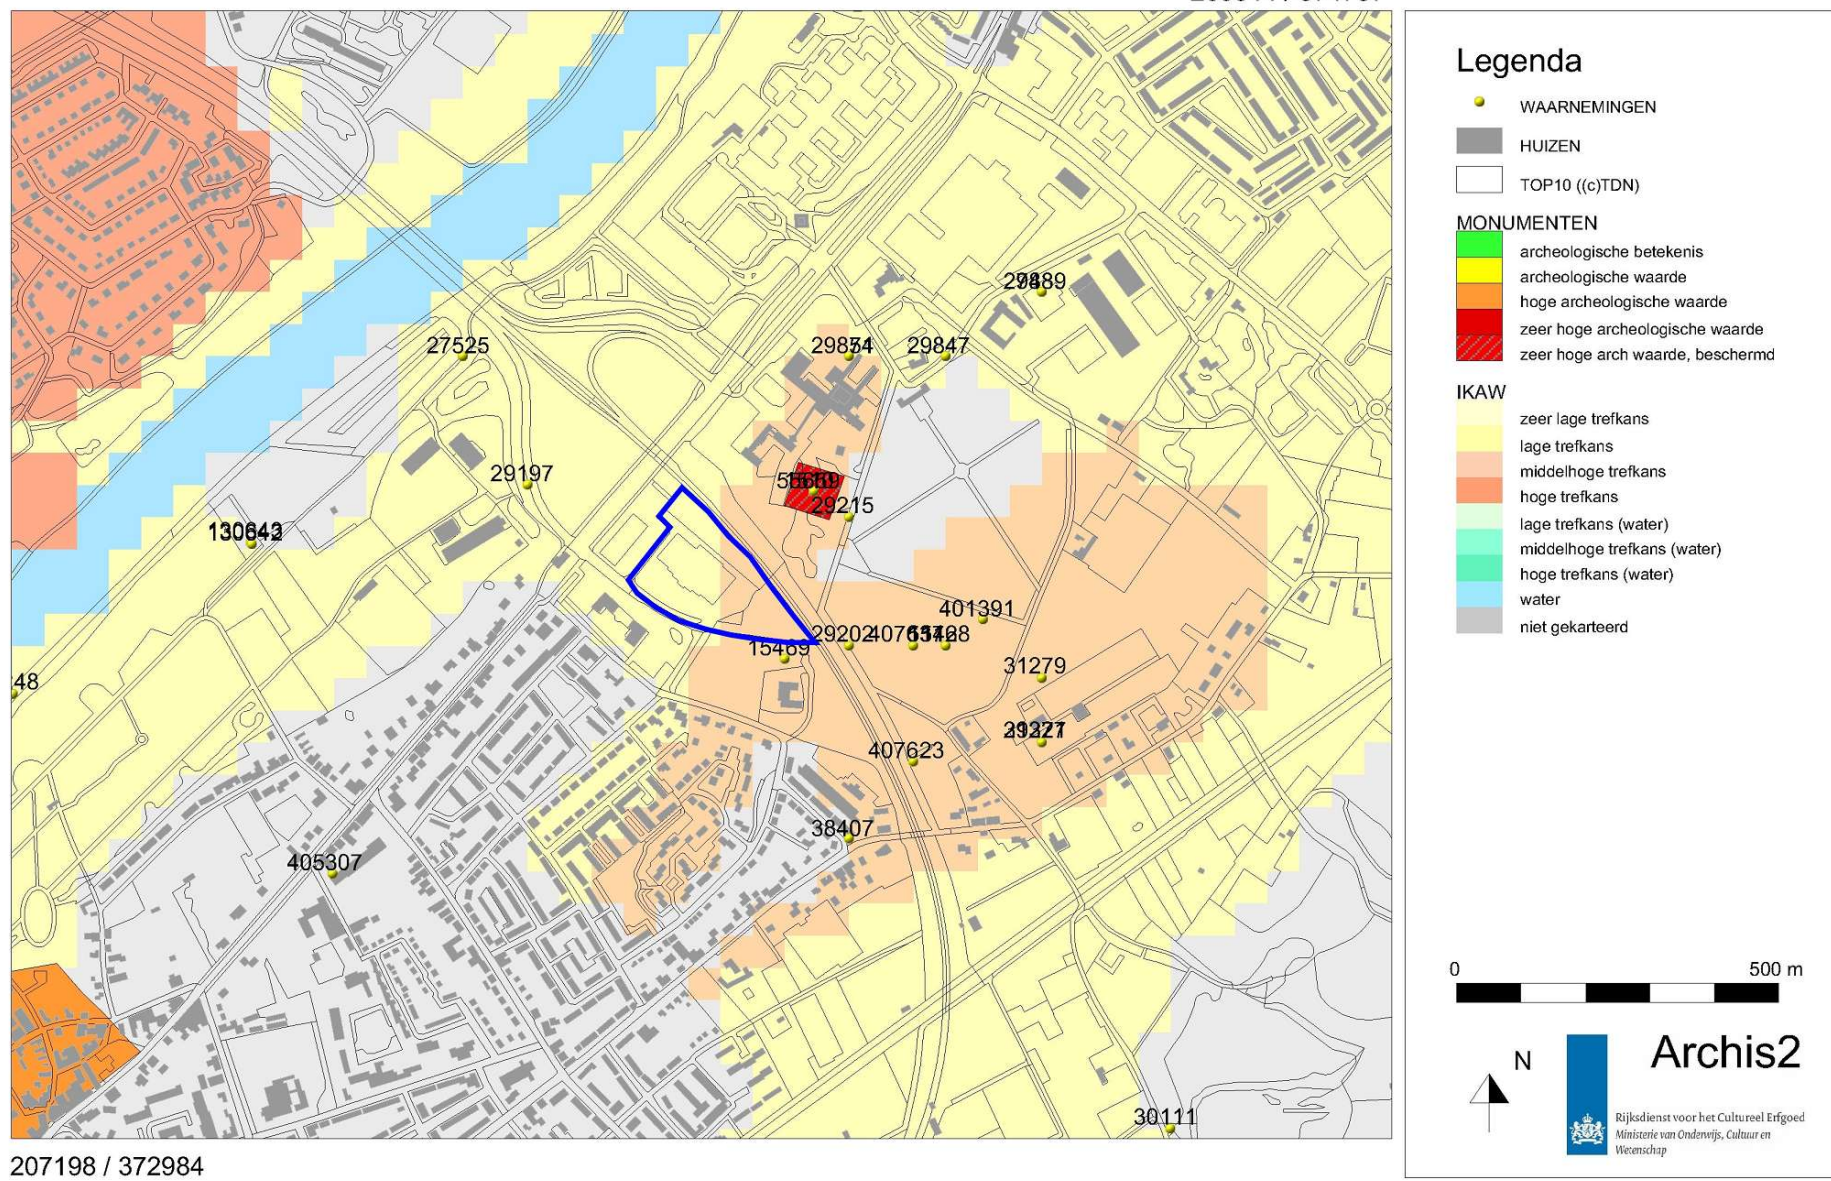 29489
27525
29847
29197
29215
130642
401391
29202
15469
31279
48
407623
38407
405307
30111
207198 / 372984
Legenda
WAARNEMINGEN
HUIZEN
TOP10 ((c)TDN)
MONUMENTEN
archeologische betekenis
archeologische waarde
hoge archeologische waarde
zeer hoge archeologische waarde
zeer hoge arch waarde, beschermd
IKAW
zeer lage trefkans
lage trefkans
middelhoge trefkans
hoge trefkans
lage trefkans (water)
middelhoge trefkans (water)
hoge trefkans (water)
water
niet gekarteerd
0 500 m
N
Archis2
Rijksdienst voor het Cultureel Erfgoed
Ministerie van Onderwijs, Cultuur en
Wetenschap